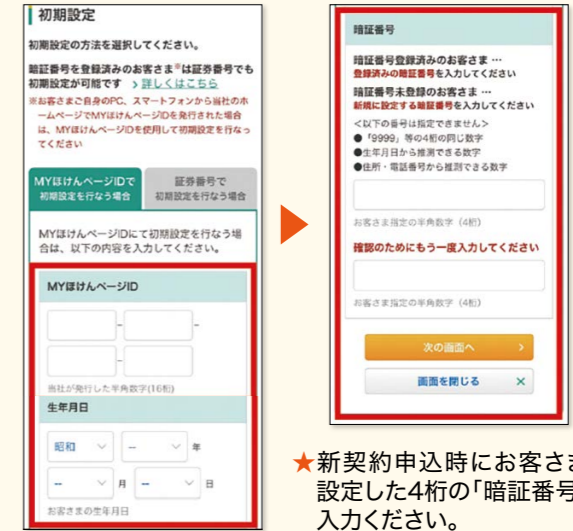 初期設定
初期設定の方法を選択してください。
暗証番号を登録済みのお客さま※は証券番号でも
初期設定が可能です > 詳しくはこちら
※お客さまご自身のPC、スマートフォンから当社のホ
ームページでMYほけんページIDを発行された場合
は、MYほけんページIDを使用して初期設定を行なっ
てください
MYほけんページIDで
初期設定を行なう場合
証券番号で
初期設定を行なう場合
MYほけんページIDにて初期設定を行なう場
合は、以下の内容を入力してください。
MYほけんページID
-
-
-
当社が発行した半角数字(16桁)
生年月日
昭和
--
年
--
月
--
日
お客さまの生年月日
暗証番号
暗証番号登録済みのお客さま …
登録済みの暗証番号を入力してください
暗証番号未登録のお客さま …
新規に設定する暗証番号を入力してください
<以下の番号は指定できません>
●「9999」等の4桁の同じ数字
●生年月日から推測できる数字
●住所・電話番号から推測できる数字
お客さま指定の半角数字(4桁)
確認のためにもう一度入力してください
お客さま指定の半角数字(4桁)
次の画面へ >
画面を閉じる ×
★新契約申込時にお客さま
設定した4桁の「暗証番号
入力ください。